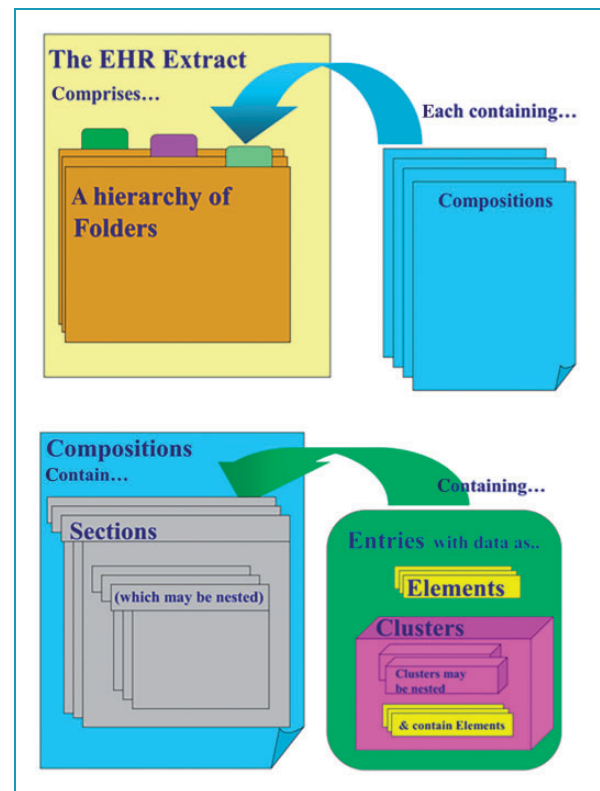 The EHR Extract
Comprises…
Each containing…
A hierarchy of
Folders
Compositions
Compositions
Contain…
Containing…
Sections
Entries with data as..
(which may be nested)
Elements
Clusters
Clusters may
be nested
& contain Elements